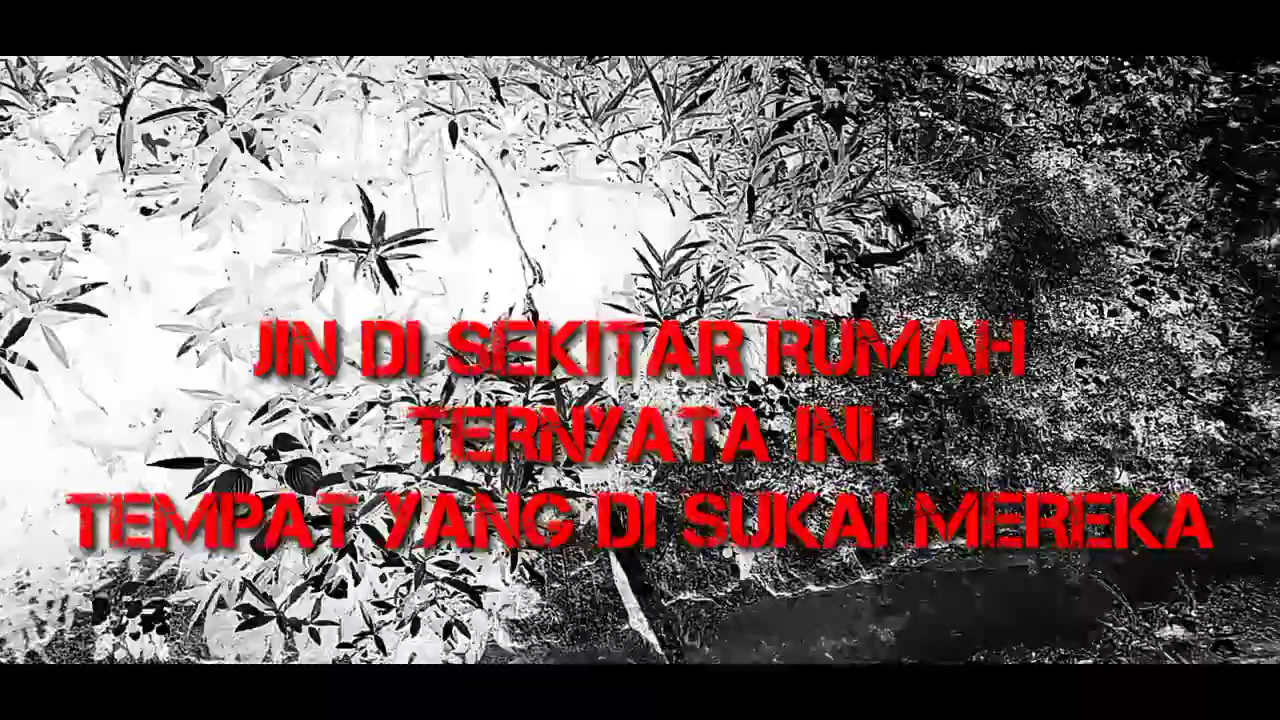 JIN DI SEKITAR RUMAH
TERNYATA INI
TEMPAT YANG DI SUKAI MEREKA